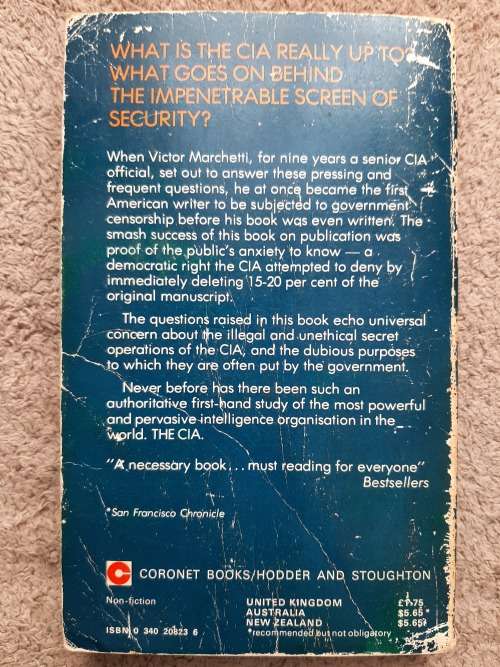 WHAT IS THE CIA REALLY UP TO?
WHAT GOES ON BEHIND
THE IMPENETRABLE SCREEN OF
SECURITY?
When Victor Marchetti, for nine years a senior CIA
official, set out to answer these pressing and
frequent questions, he at once became the first
American writer to be subjected to government
censorship before his book was even written. The
smash success of this book on publication was
proof of the public's anxiety to know — a
democratic right the CIA attempted to deny by
immediately deleting 15-20 per cent of the
original manuscript.
The questions raised in this book echo universal
concern about the illegal and unethical secret
operations of the CIA, and the dubious purposes
to which they are often put by the government.
Never before has there been such an
authoritative first-hand study of the most powerful
and pervasive intelligence organisation in the
world. THE CIA.
"A necessary book... must reading for everyone"
Bestsellers
*San Francisco Chronicle
CORONET BOOKS/HODDER AND STOUGHTON
Non-fiction
UNITED KINGDOM £1.75
AUSTRALIA $5.65*
NEW ZEALAND $5.65*
ISBN 0 340 20823 6
*recommended but not obligatory